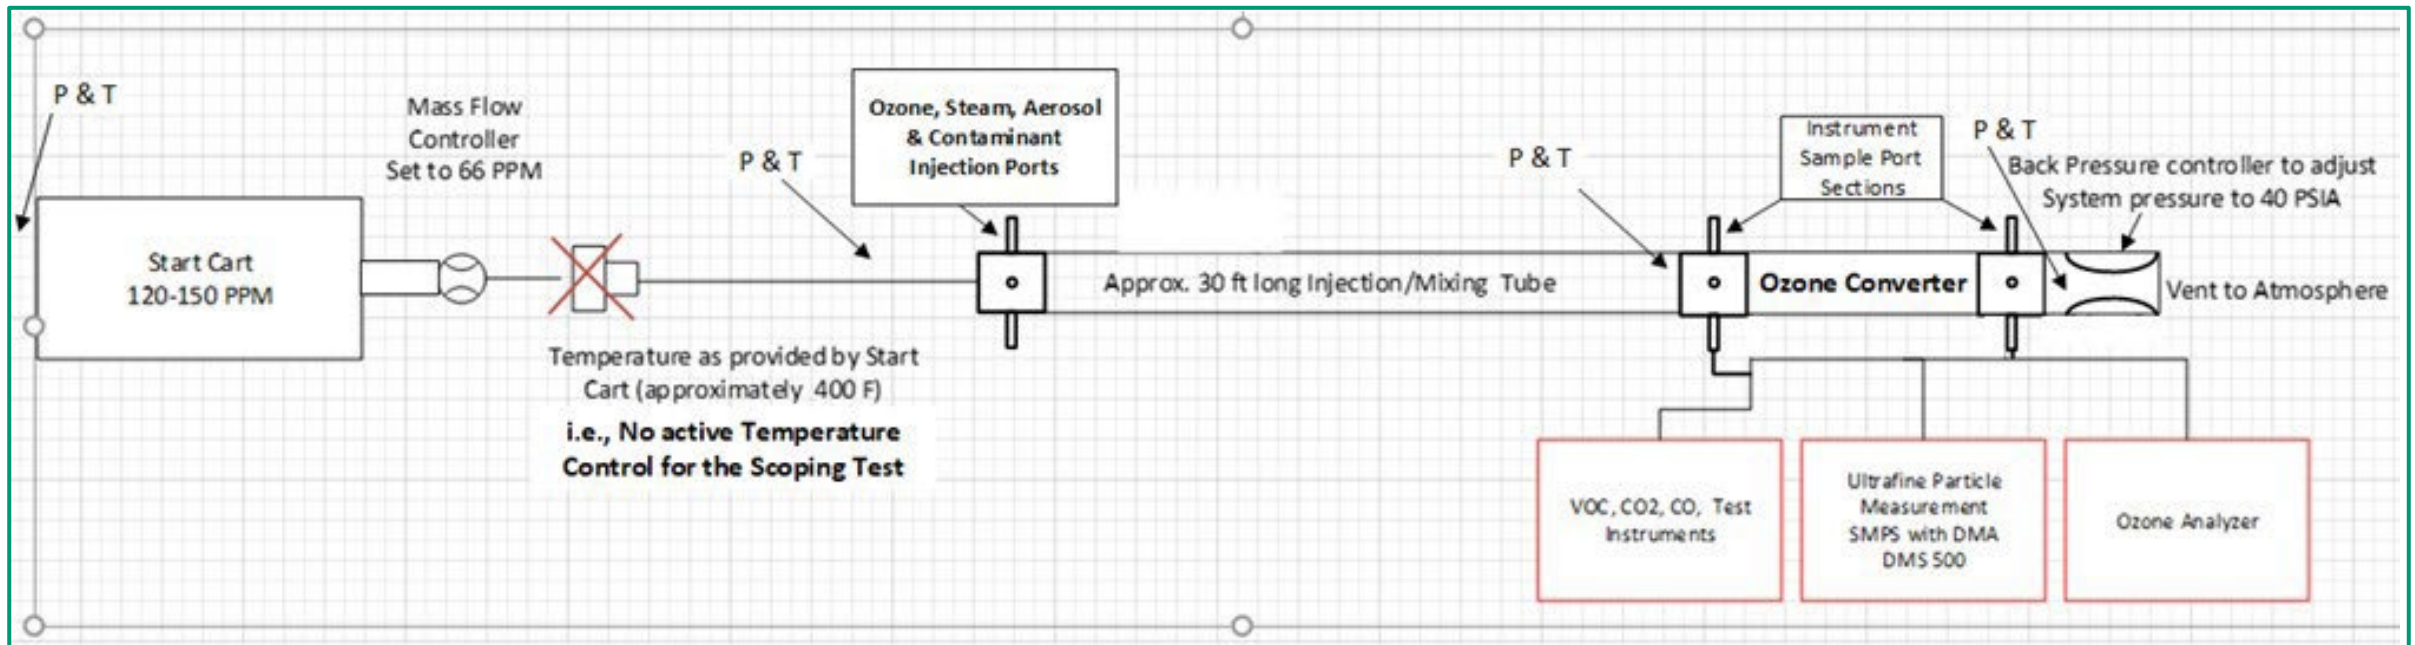 P & T
Mass Flow
Controller
Set to 66 PPM
Start Cart
120-150 PPM
Temperature as provided by Start
Cart (approximately 400 F)
i.e., No active Temperature
Control for the Scoping Test
P & T
Ozone, Steam, Aerosol
& Contaminant
Injection Ports
Approx. 30 ft long Injection/Mixing Tube
P & T
Instrument
Sample Port
Sections
P & T
Back Pressure controller to adjust
System pressure to 40 PSIA
Ozone Converter
Vent to Atmosphere
VOC, CO2, CO, Test
Instruments
Ultrafine Particle
Measurement
SMPS with DMA
DMS 500
Ozone Analyzer